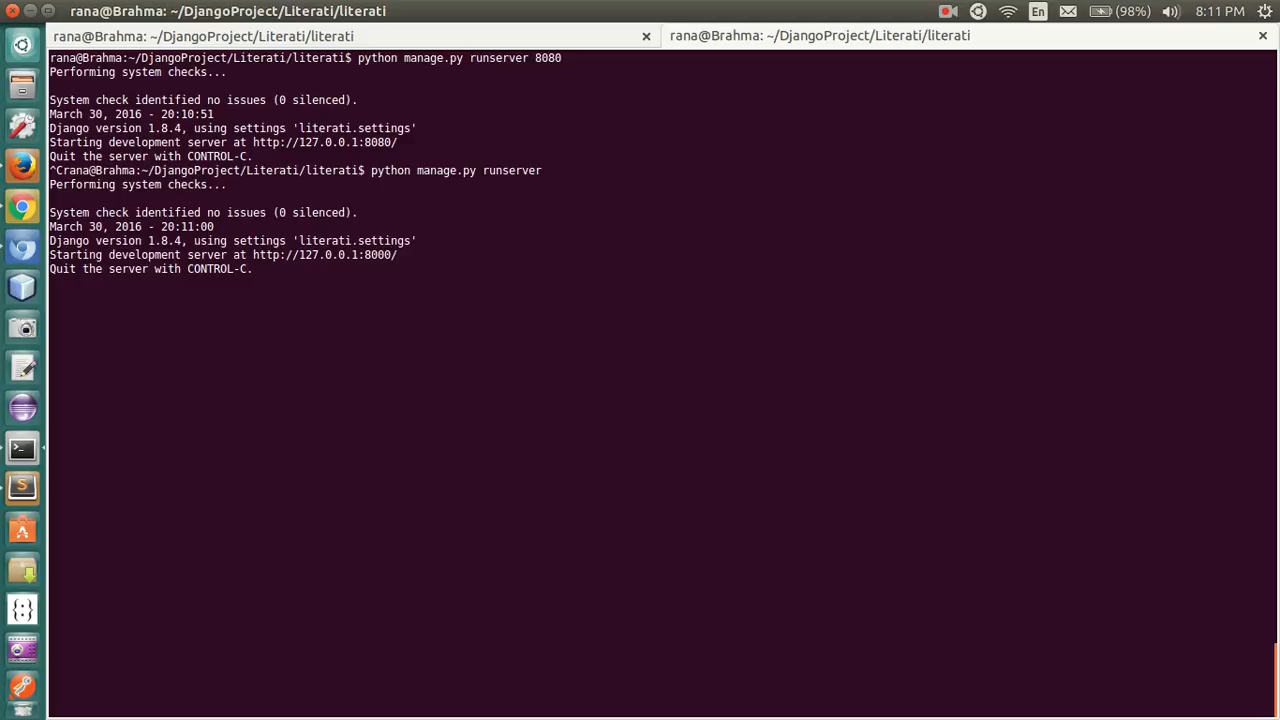 rana@Brahma: ~/DjangoProject/Literati/literati
En
(98%)
8:11 PM
rana@Brahma: ~/DjangoProject/Literati/literati
rana@Brahma: ~/DjangoProject/Literati/literati
rana@Brahma:~/DjangoProject/Literati/literati$ python manage.py runserver 8080
Performing system checks...
System check identified no issues (0 silenced).
March 30, 2016 - 20:10:51
Django version 1.8.4, using settings 'literati.settings'
Starting development server at http://127.0.0.1:8080/
Quit the server with CONTROL-C.
^Crana@Brahma:~/DjangoProject/Literati/literati$ python manage.py runserver
Performing system checks...
System check identified no issues (0 silenced).
March 30, 2016 - 20:11:00
Django version 1.8.4, using settings 'literati.settings'
Starting development server at http://127.0.0.1:8000/
Quit the server with CONTROL-C.